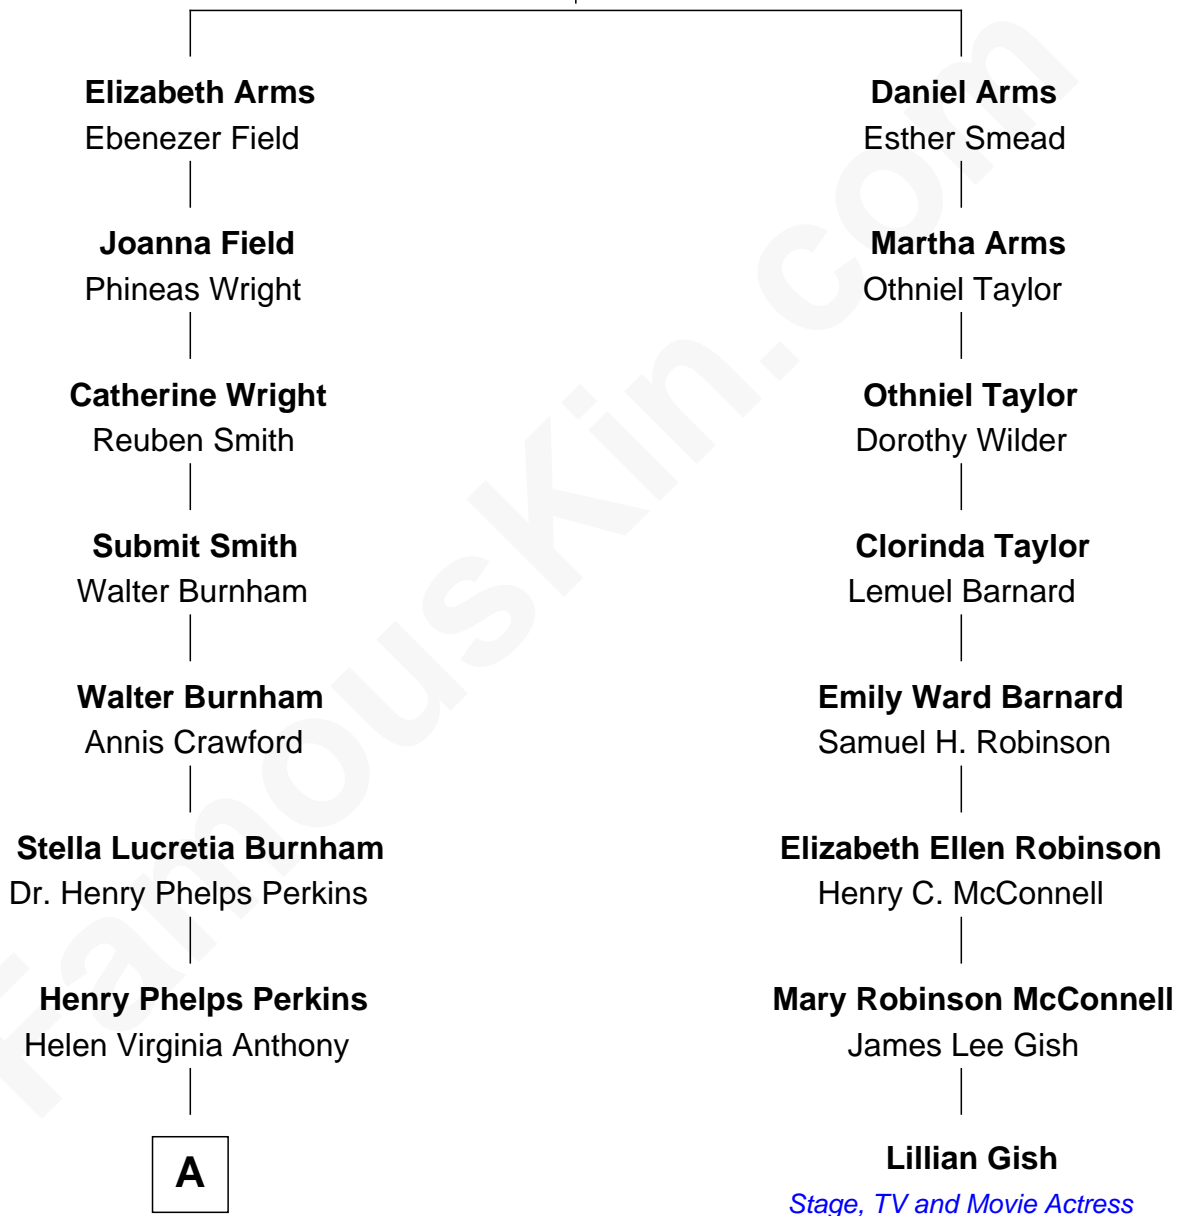 Elizabeth Arms
Ebenezer Field
Daniel Arms
Esther Smead
Joanna Field
Phineas Wright
Martha Arms
Othniel Taylor
Catherine Wright
Reuben Smith
Othniel Taylor
Dorothy Wilder
Submit Smith
Walter Burnham
Clorinda Taylor
Lemuel Barnard
Walter Burnham
Annis Crawford
Emily Ward Barnard
Samuel H. Robinson
Stella Lucretia Burnham
Dr. Henry Phelps Perkins
Elizabeth Ellen Robinson
Henry C. McConnell
Henry Phelps Perkins
Helen Virginia Anthony
Mary Robinson McConnell
James Lee Gish
A
Lillian Gish
Stage, TV and Movie Actress
FamousKin.com